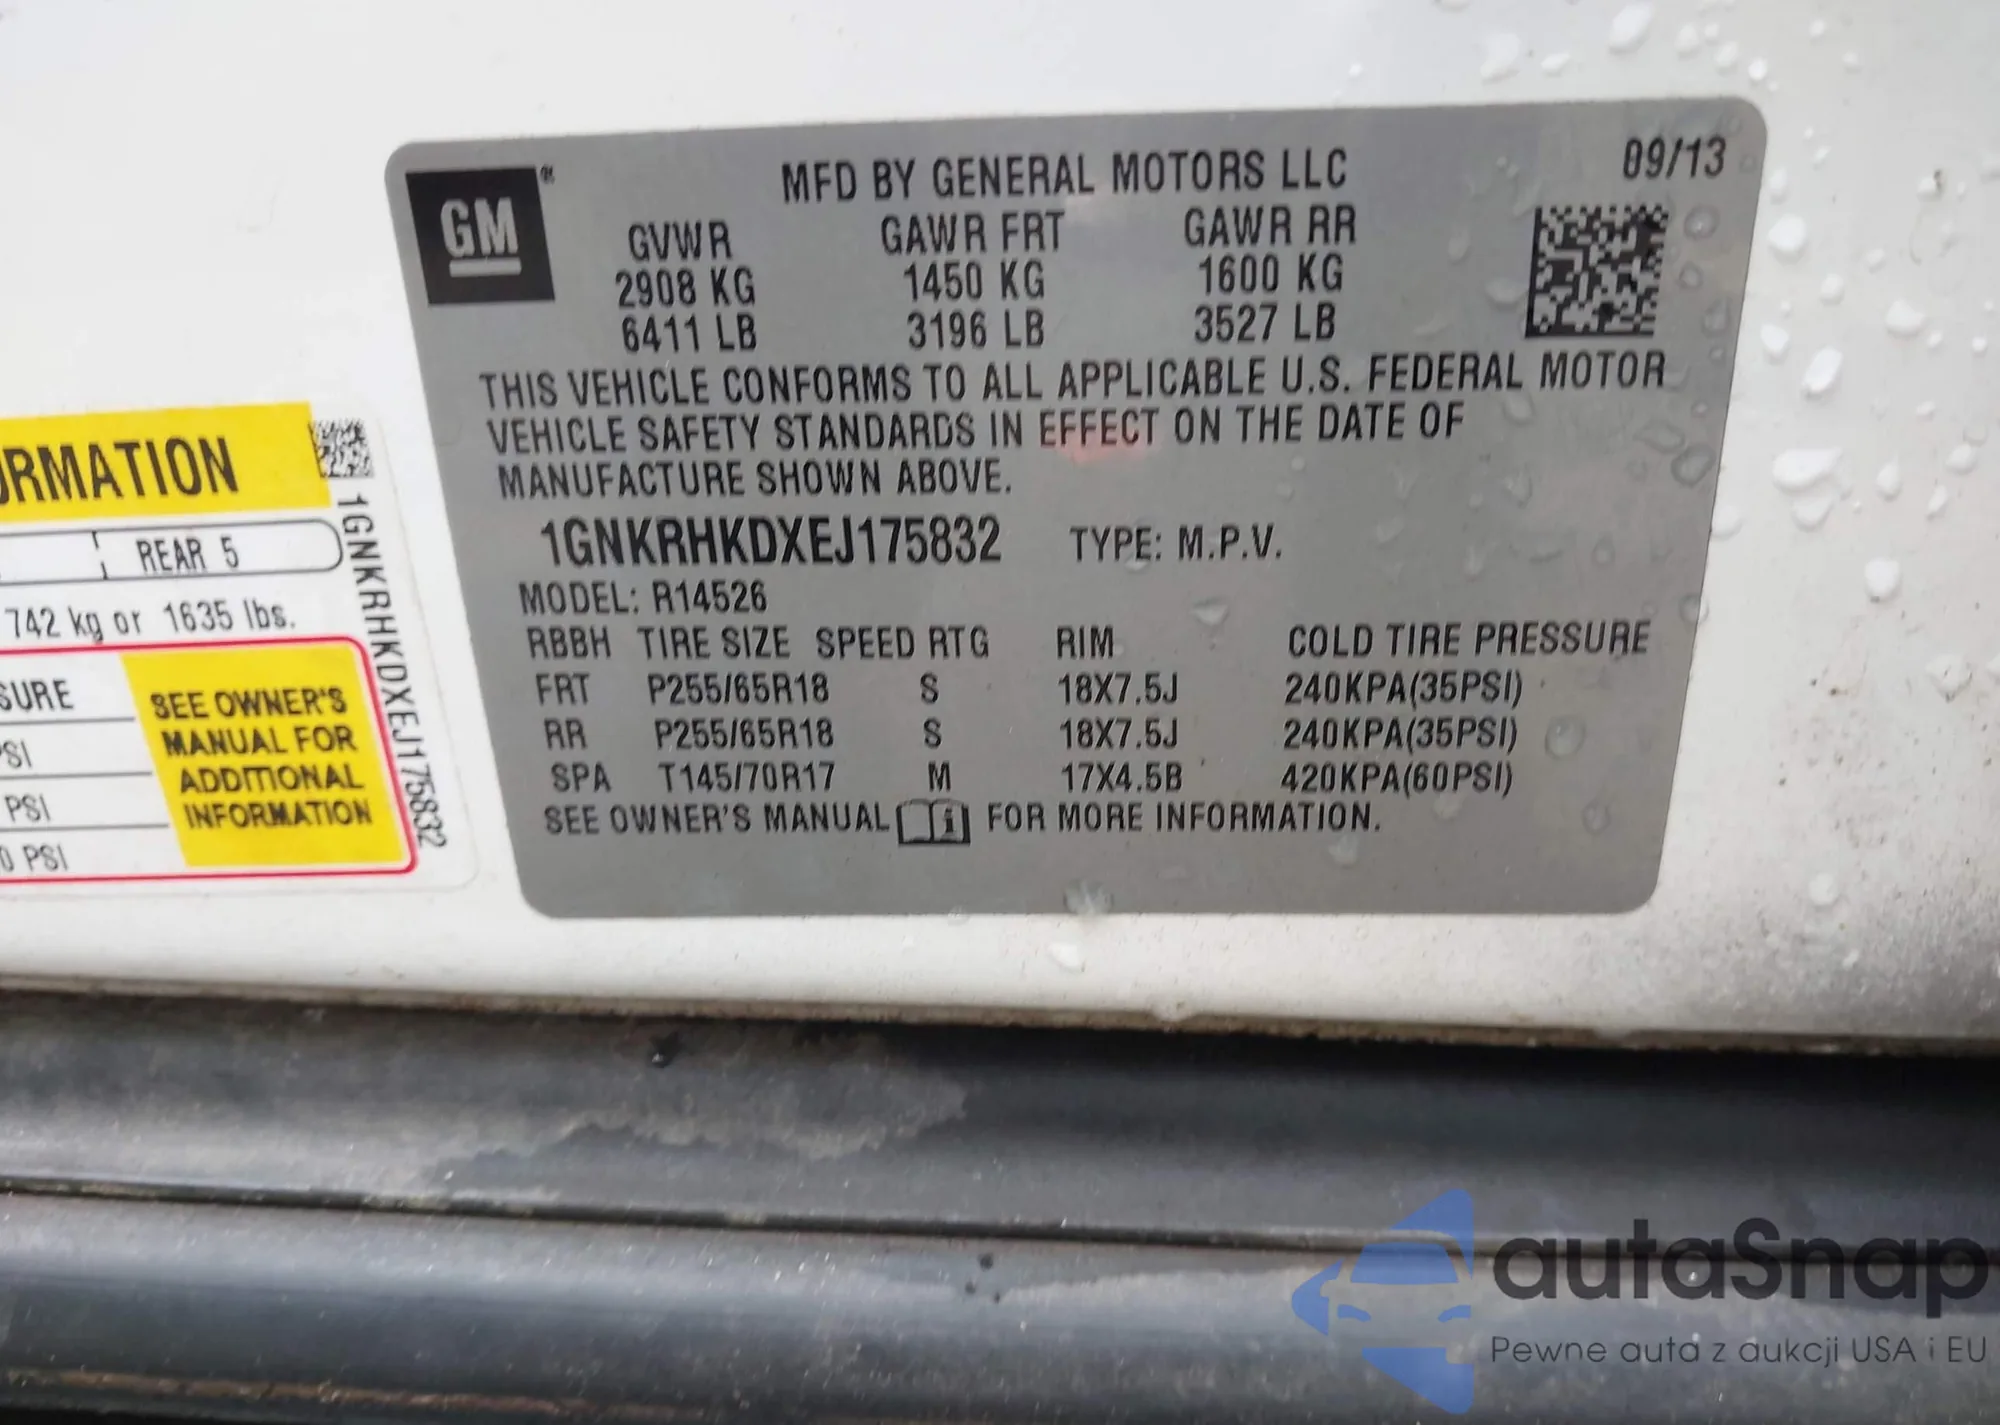 GM
MFD BY GENERAL MOTORS LLC 09/13
GVWR GAWR FRT GAWR RR
2908 KG 1450 KG 1600 KG
6411 LB 3196 LB 3527 LB
THIS VEHICLE CONFORMS TO ALL APPLICABLE U.S. FEDERAL MOTOR
VEHICLE SAFETY STANDARDS IN EFFECT ON THE DATE OF
MANUFACTURE SHOWN ABOVE.
1GNKRHKDXEJ175832 TYPE: M.P.V.
MODEL: R14526
RBBH TIRE SIZE SPEED RTG RIM COLD TIRE PRESSURE
FRT P255/65R18 S 18X7.5J 240KPA(35PSI)
RR P255/65R18 S 18X7.5J 240KPA(35PSI)
SPA T145/70R17 M 17X4.5B 420KPA(60PSI)
SEE OWNER'S MANUAL i FOR MORE INFORMATION.
ORMATION
REAR 5
742 kg or 1635 lbs.
SURE
PSI
PSI
0 PSI
SEE OWNER'S
MANUAL FOR
ADDITIONAL
INFORMATION
1GNKRHKDXEJ175832
autaSnap
Pewne auta z aukcji USA i EU